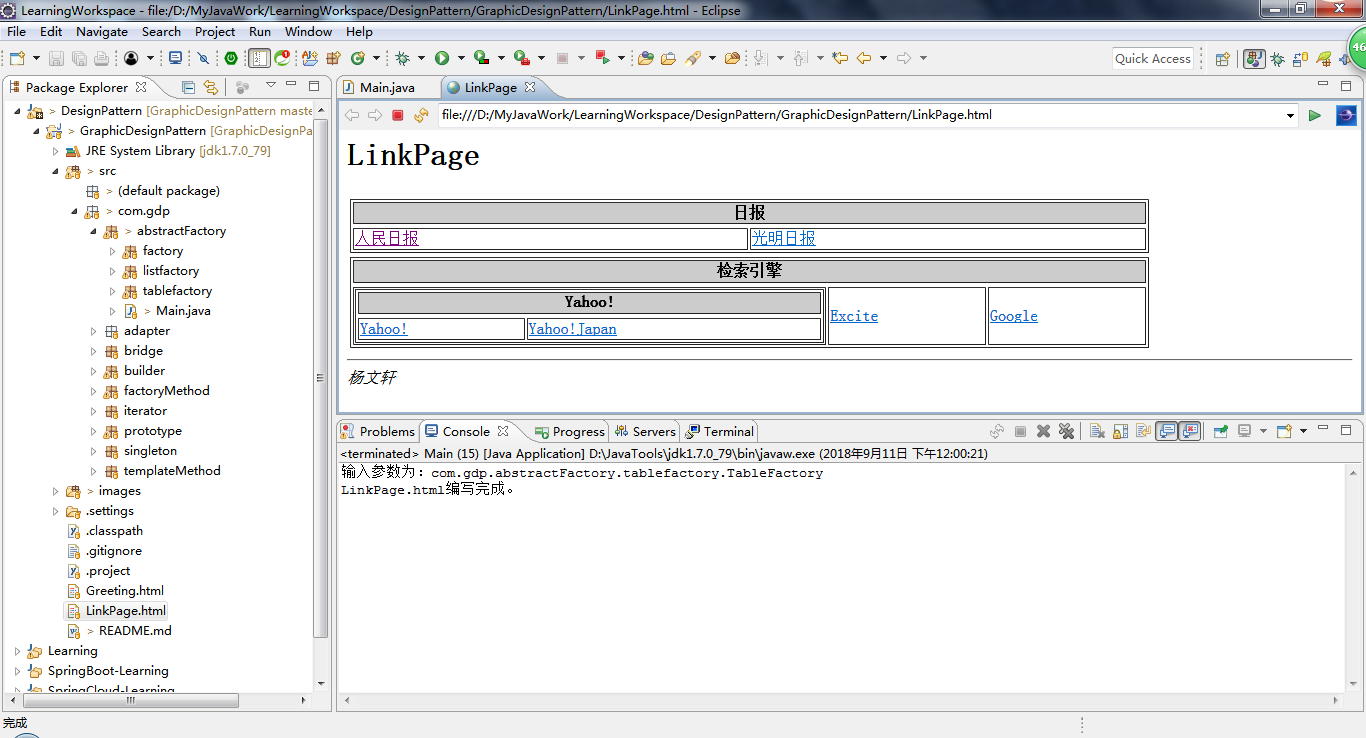 LearningWorkspace - file:/D:/MyJavaWork/LearningWorkspace/DesignPattern/GraphicDesignPattern/LinkPage.html - Eclipse
File Edit Navigate Search Project Run Window Help
Quick Access
46
Package Explorer
DesignPattern [GraphicDesignPattern maste
GraphicDesignPattern [GraphicDesignPa
JRE System Library [jdk1.7.0_79]
> src
> (default package)
> com.gdp
> abstractFactory
factory
listfactory
tablefactory
> Main.java
adapter
bridge
builder
factoryMethod
iterator
prototype
singleton
templateMethod
> images
.settings
.classpath
.gitignore
.project
Greeting.html
LinkPage.html
> README.md
Learning
SpringBoot-Learning
SpringCloud-Learning
Main.java LinkPage
file:///D:/MyJavaWork/LearningWorkspace/DesignPattern/GraphicDesignPattern/LinkPage.html
LinkPage
日报
人民日报 光明日报
检索引擎
Yahoo!
Yahoo! Yahoo!Japan Excite Google
杨文轩
Problems Console Progress Servers Terminal
<terminated> Main (15) [Java Application] D:\JavaTools\jdk1.7.0_79\bin\javaw.exe (2018年9月11日 下午12:00:21)
输入参数为：com.gdp.abstractFactory.tablefactory.TableFactory
LinkPage.html编写完成。
完成